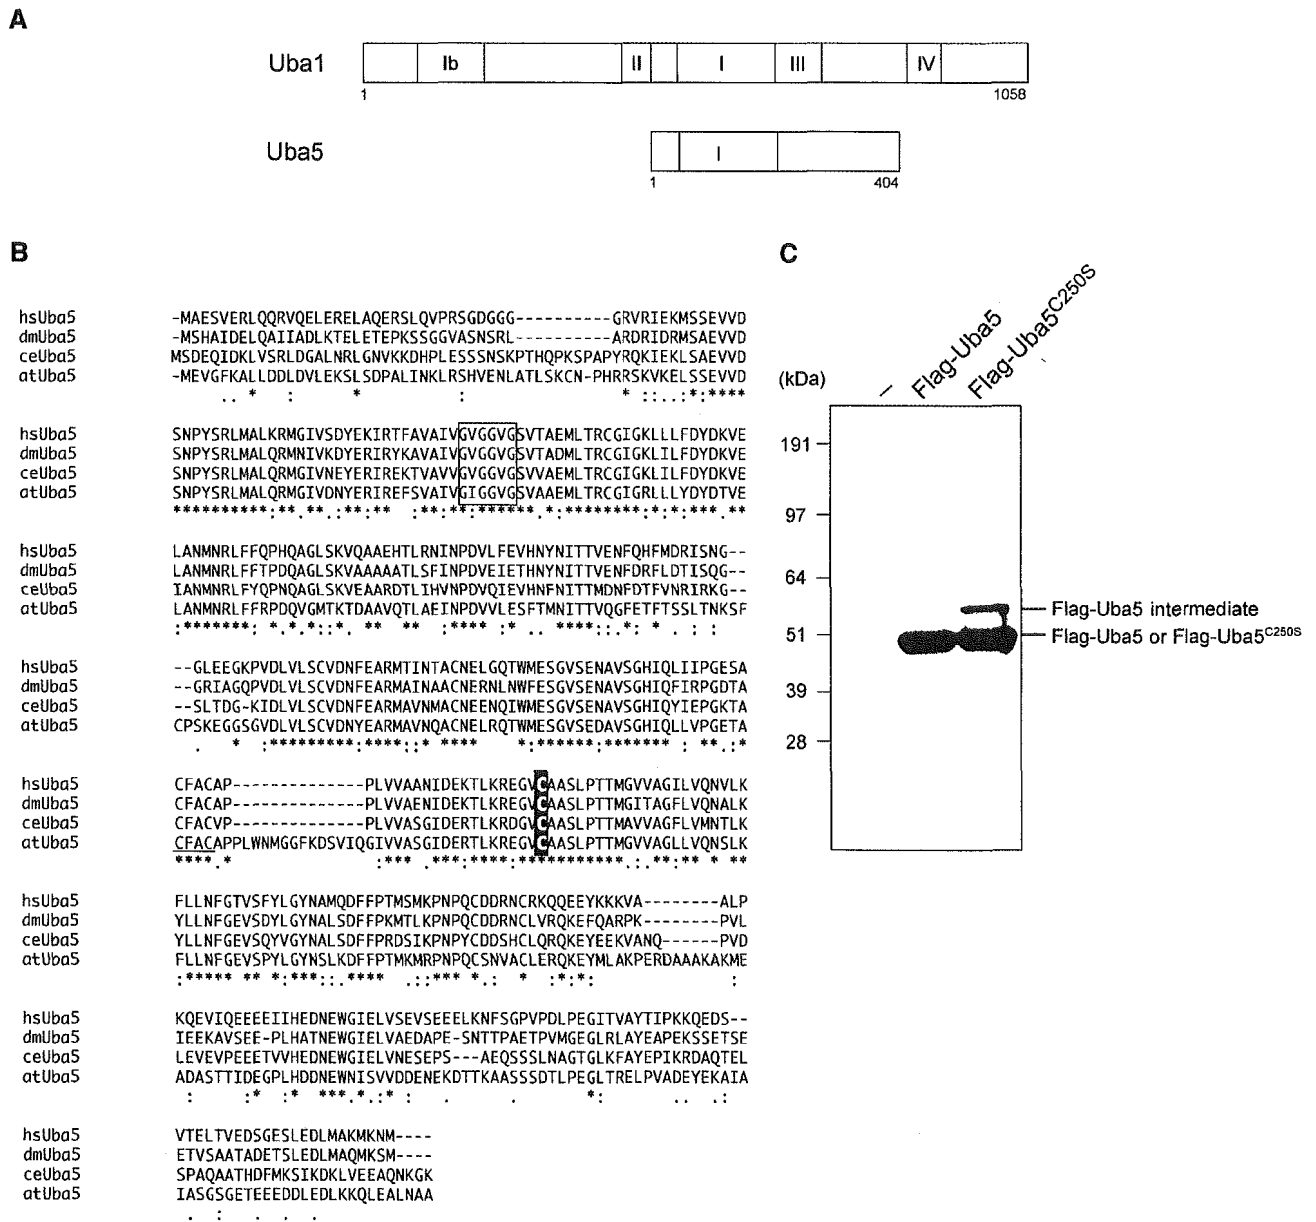 A
Uba1
Ib II I III IV
1 1058
Uba5
I
1 404
B
hsUba5 -MAESVERLQQRVQELERELAQERSLQVPRSGDGGG----------GRVRIEKMSSEVVD
dmUba5 -MSHAIDELQAIIADLKTELETEPKSSGGVASNSRL----------ARDRIDRMSAEVVD
ceUba5 MSDEQIDKLVSRLDGALNRLGNVKKDHPLESSSNSKPTHQPKSPAPYRQKIEKLSAEVVD
atUba5 -MEVGFKALLDDLDVLEKSLSDPALINKLRSHVENLATLSKCN-PHRRSKVKELSSEVVD
.. * : * : * :..:*:****
hsUba5 SNPYSRLMALKRMGIVSDYEKIRTFAVAIVGVGGVGSVTAEMLTRCGIGKLLLFDYDKVE
dmUba5 SNPYSRLMALQRMNIVKDYERIRYKAVAIVGVGGVGSVTADMLTRCGIGKLILFDYDKVE
ceUba5 SNPYSRLMALQRMGIVNEYERIREKTVAVVGVGGVGSVVAEMLTRCGIGKLILFDYDKVE
atUba5 SNPYSRLMALQRMGIVDNYERIREFSVAIVGIGGVGSVAAEMLTRCGIGRLLLYDYDTVE
**********:**.**.:**:** :**:**:******.*:********:*:*:***.**
hsUba5 LANMNRLFFQPHQAGLSKVQAAEHTLRNINPDVLFEVHNYNITTVENFQHFMDRISNG--
dmUba5 LANMNRLFFTPDQAGLSKVAAAAATLSFINPDVEIETHNYNITTVENFDRFLDTISQG--
ceUba5 IANMNRLFYQPNQAGLSKVEAARDTLIHVNPDVQIEVHNFNITTMDNFDTFVNRIRKG--
atUba5 LANMNRLFFRPDQVGMTKTDAAVQTLAEINPDVVLESFTMNITTVQGFETFTSSLTNKSF
:*******: *.*.*::*. ** ** :**** :* .. ****:: .*: * . : :
hsUba5 --GLEEGKPVDLVLSCVDNFEARMTINTACNELGQTWMESGVSENAVSGHIQLIIPGESA
dmUba5 --GRIAGQPVDLVLSCVDNFEARMAINAACNERNLNWFESGVSENAVSGHIQFIRPGDTA
ceUba5 --SLTDG-KIDLVLSCVDNFEARMAVNMACNEENQIWMESGVSENAVSGHIQYIEPGKTA
atUba5 CPSKEGGSGVDLVLSCVDNYEARMAVNQACNELRQTWMESGVSEDAVSGHIQLLVPGETA
. * :*********:****::* **** *:******:******* : **.:*
hsUba5 CFACAP--------------PLVVAANIDEKTLKREGVCAASLPTTMGVVAGILVQNVLK
dmUba5 CFACAP--------------PLVVAENIDEKTLKREGVCAASLPTTMGITAGFLVQNALK
ceUba5 CFACVP--------------PLVVASGIDERTLKRDGVCAASLPTTMAVVAGFLVMNTLK
atUba5 CFACAPPLWNMGGFKDSVIQGIVVASGIDERTLKREGVCAASLPTTMGVVAGLLVQNSLK
****.* :*** .***:****:***********.:.**:** * **
hsUba5 FLLNFGTVSFYLGYNAMQDFFPTMSMKPNPQCDDRNCRKQQEEYKKKVA--------ALP
dmUba5 YLLNFGEVSDYLGYNALSDFFPKMTLKPNPQCDDRNCLVRQKEFQARPK--------PVL
ceUba5 YLLNFGEVSQYVGYNALSDFFPRDSIKPNPYCDDSHCLQRQKEYEEKVANQ------PVD
atUba5 FLLNFGEVSPYLGYNSLKDFFPTMKMRPNPQCSNVACLERQKEYMLAKPERDAAAKAKME
:***** ** *:***::.**** .::*** *.: * :*:*: :
hsUba5 KQEVIQEEEEIIHEDNEWGIELVSEVSEEELKNFSGPVPDLPEGITVAYTIPKKQEDS--
dmUba5 IEEKAVSEE-PLHATNEWGIELVAEDAPE-SNTTPAETPVMGEGLRLAYEAPEKSSETSE
ceUba5 LEVEVPEEETVVHEDNEWGIELVNESEPS---AEQSSSLNAGTGLKFAYEPIKRDAQTEL
atUba5 ADASTTIDEGPLHDDNEWNISVVDDENEKDTTKAASSSDTLPEGLTRELPVADEYEKAIA
: :* :* ***.*.:* : . . *: .. .:
hsUba5 VTELTVEDSGESLEDLMAKMKNM----
dmUba5 ETVSAATADETSLEDLMAQMKSM----
ceUba5 SPAQAATHDFMKSIKDKLVEEAQNKGK
atUba5 IASGSGETEEEDDLEDLKKQLEALNAA
. : . . .
C
(kDa) – Flag-Uba5 Flag-Uba5C250S
191
97
64
Flag-Uba5 intermediate
51 Flag-Uba5 or Flag-Uba5C250S
39
28